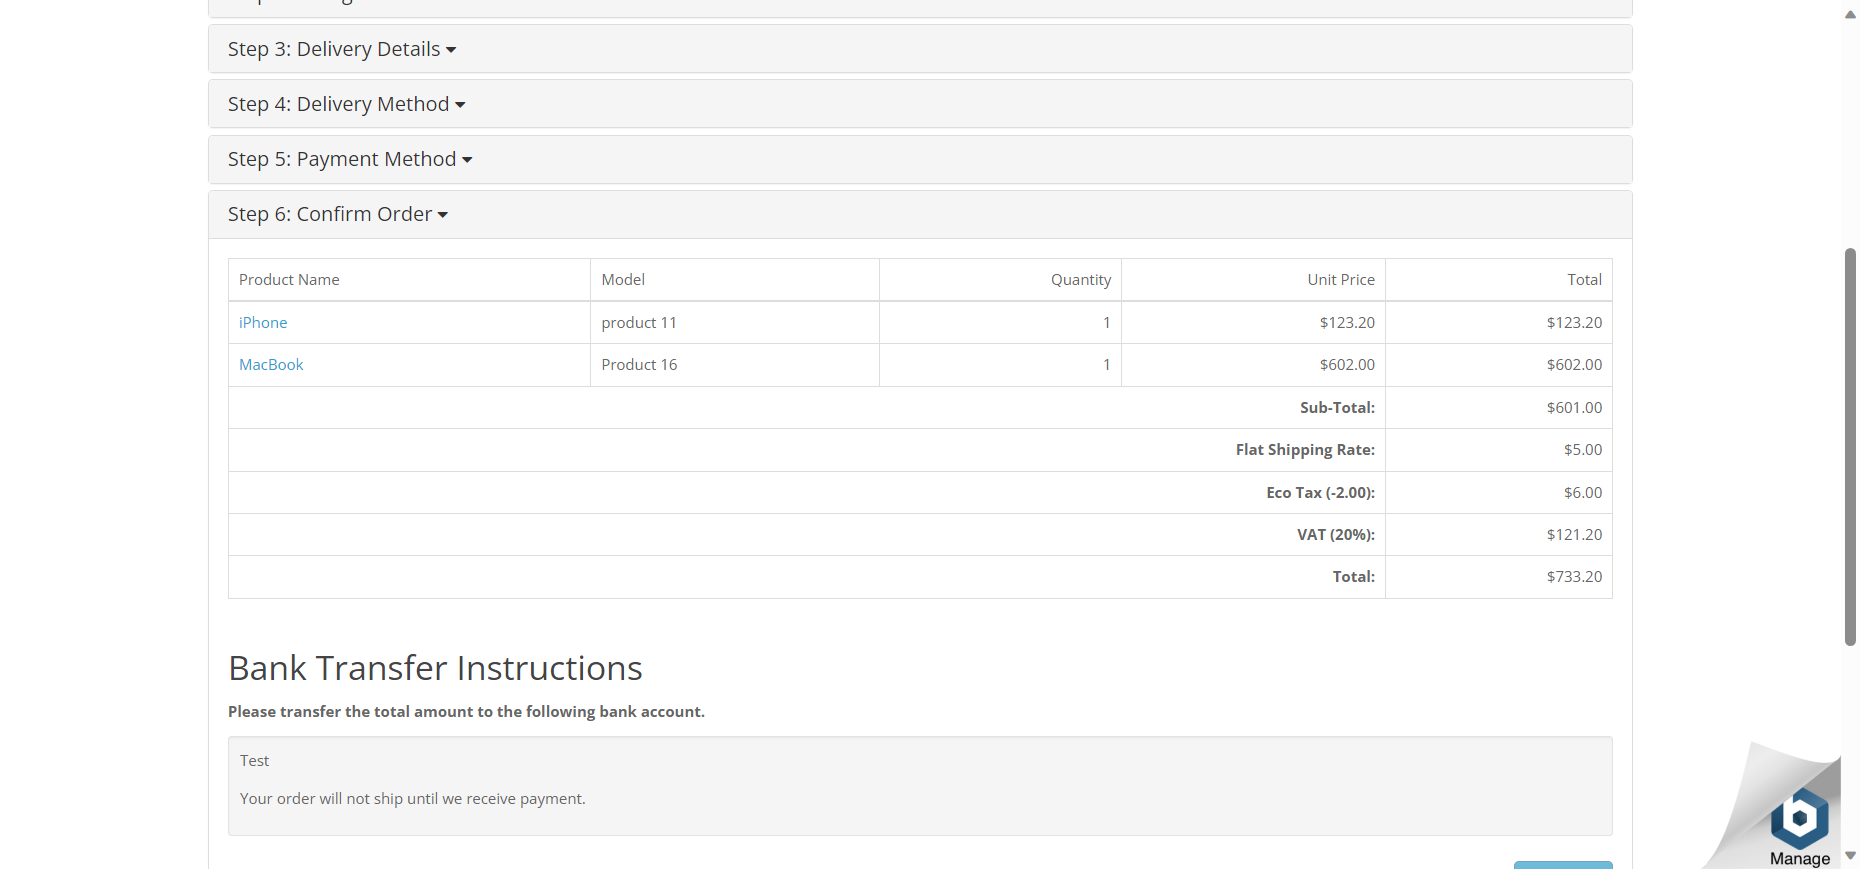 Step 3: Delivery Details
Step 4: Delivery Method
Step 5: Payment Method
Step 6: Confirm Order
Product Name Model Quantity Unit Price Total
iPhone product 11 1 $123.20 $123.20
MacBook Product 16 1 $602.00 $602.00
Sub-Total: $601.00
Flat Shipping Rate: $5.00
Eco Tax (-2.00): $6.00
VAT (20%): $121.20
Total: $733.20
Bank Transfer Instructions
Please transfer the total amount to the following bank account.
Test
Your order will not ship until we receive payment.
Manage